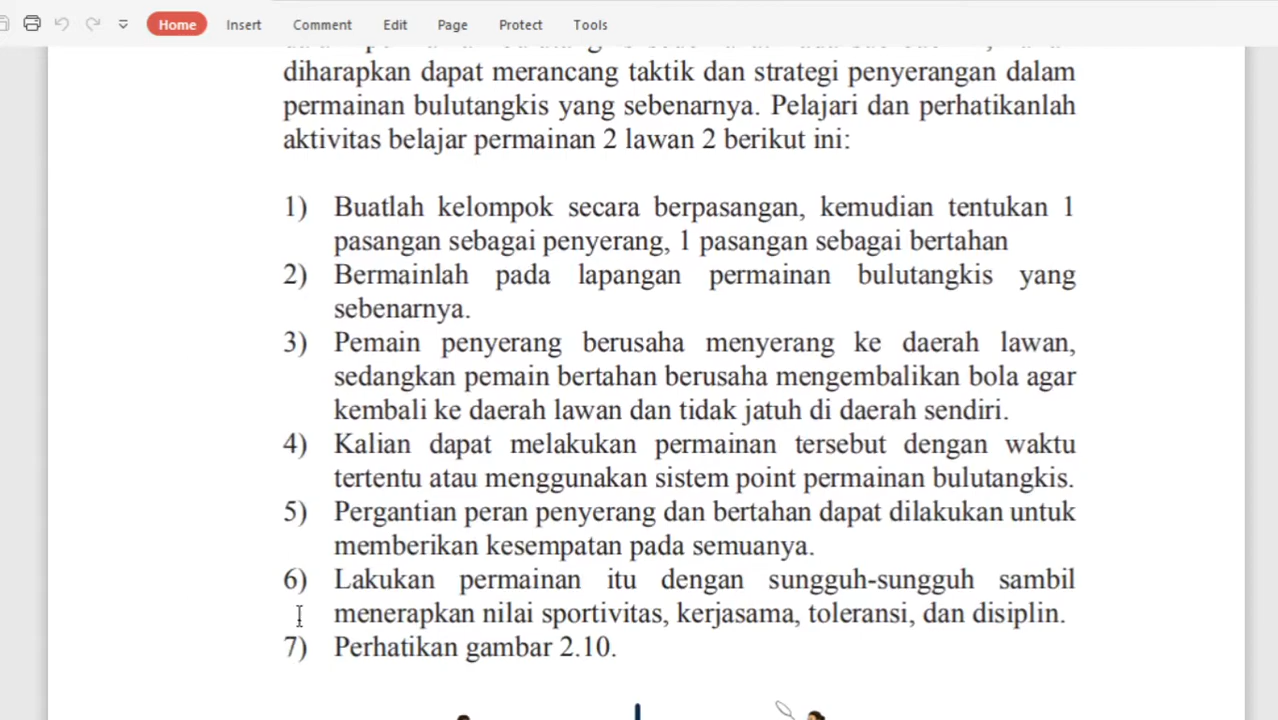 Home Insert Comment Edit Page Protect Tools
diharapkan dapat merancang taktik dan strategi penyerangan dalam
permainan bulutangkis yang sebenarnya. Pelajari dan perhatikanlah
aktivitas belajar permainan 2 lawan 2 berikut ini:
1) Buatlah kelompok secara berpasangan, kemudian tentukan 1
pasangan sebagai penyerang, 1 pasangan sebagai bertahan
2) Bermainlah pada lapangan permainan bulutangkis yang
sebenarnya.
3) Pemain penyerang berusaha menyerang ke daerah lawan,
sedangkan pemain bertahan berusaha mengembalikan bola agar
kembali ke daerah lawan dan tidak jatuh di daerah sendiri.
4) Kalian dapat melakukan permainan tersebut dengan waktu
tertentu atau menggunakan sistem point permainan bulutangkis.
5) Pergantian peran penyerang dan bertahan dapat dilakukan untuk
memberikan kesempatan pada semuanya.
6) Lakukan permainan itu dengan sungguh-sungguh sambil
menerapkan nilai sportivitas, kerjasama, toleransi, dan disiplin.
7) Perhatikan gambar 2.10.